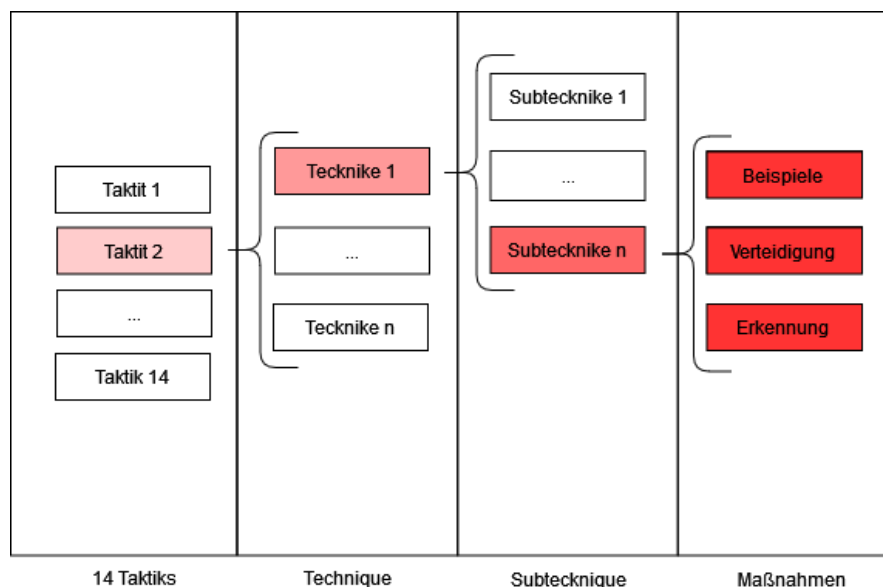 Taktit 1
Taktit 2
...
Taktik 14
Tecknike 1
...
Tecknike n
Subtecknike 1
...
Subtecknike n
Beispiele
Verteidigung
Erkennung
14 Taktiks
Technique
Subtecknique
Maßnahmen